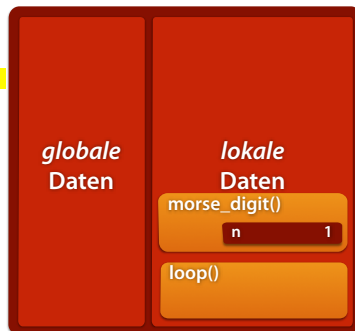 globale
Daten
lokale
Daten
morse_digit()
n 1
loop()